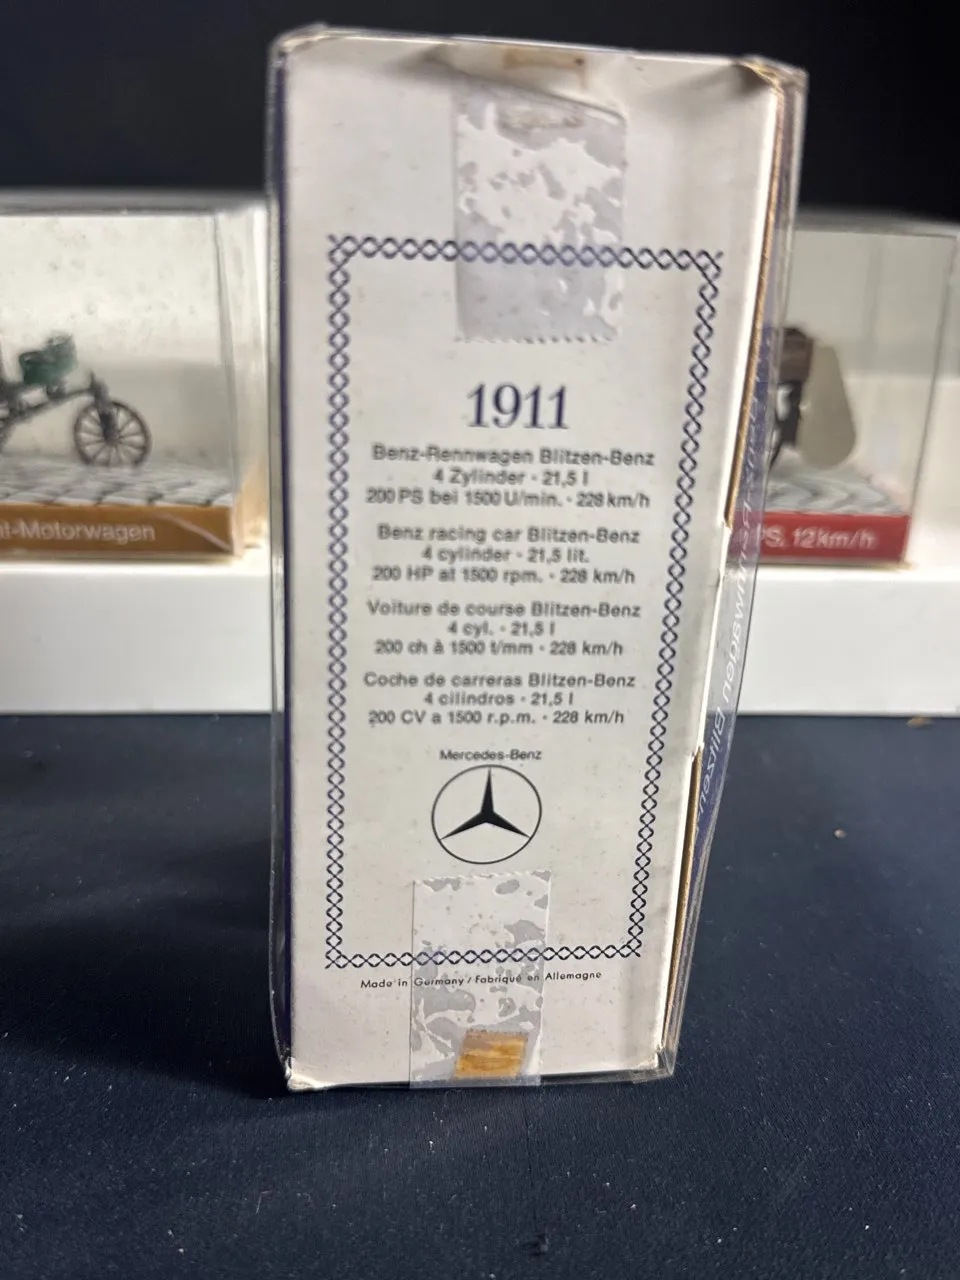 1911
Benz-Rennwagen Blitzen-Benz
4 Zylinder · 21,5 l
200 PS bei 1500 U/min. · 228 km/h
Benz racing car Blitzen-Benz
4 cylinder · 21,5 lit.
200 HP at 1500 rpm. · 228 km/h
Voiture de course Blitzen-Benz
4 cyl. · 21,5 l
200 ch à 1500 t/mm · 228 km/h
Coche de carreras Blitzen-Benz
4 cilindros · 21,5 l
200 CV a 1500 r.p.m. · 228 km/h
Mercedes-Benz
Made in Germany / Fabriqué en Allemagne
-Motorwagen
PS, 12 km/h